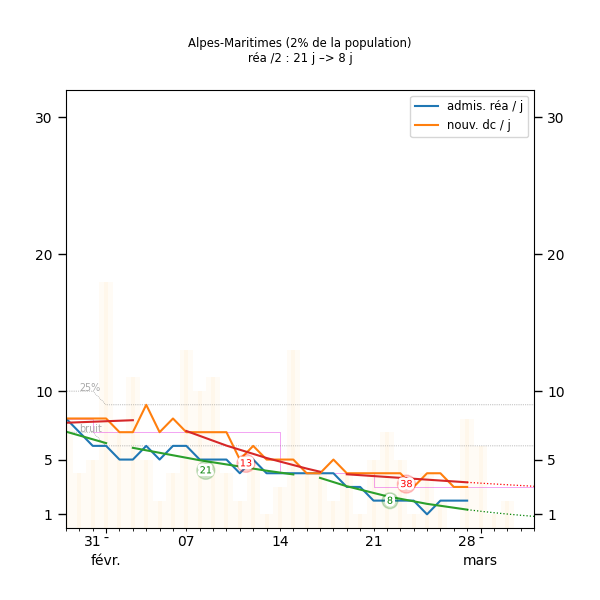 Alpes-Maritimes (2% de la population)
réa /2 : 21 j –> 8 j
admis. réa / j
nouv. dc / j
30
30
20
20
10
10
25%
bruit
5
5
21
13
38
8
1
1
31 -
07
14
21
28 -
févr.
mars